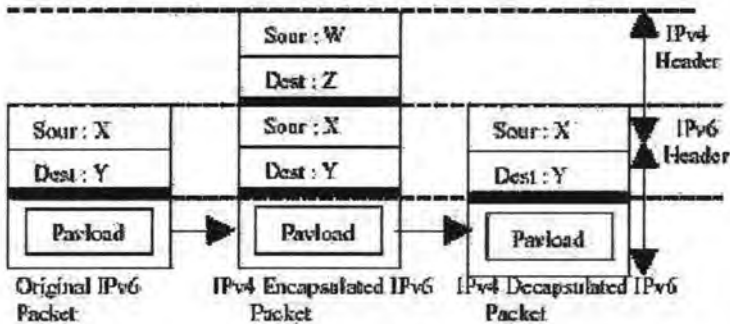 Sour : W
IPv4
Header
Dest : Z
Sour : X
Sour : X
Sour : X
IPv6
Header
Dest : Y
Dest : Y
Dest : Y
Payload
Payload
Payload
Original IPv6
Packet
IPv4 Encapsulated IPv6
Packet
IPv4 Decapsulated IPv6
Packet